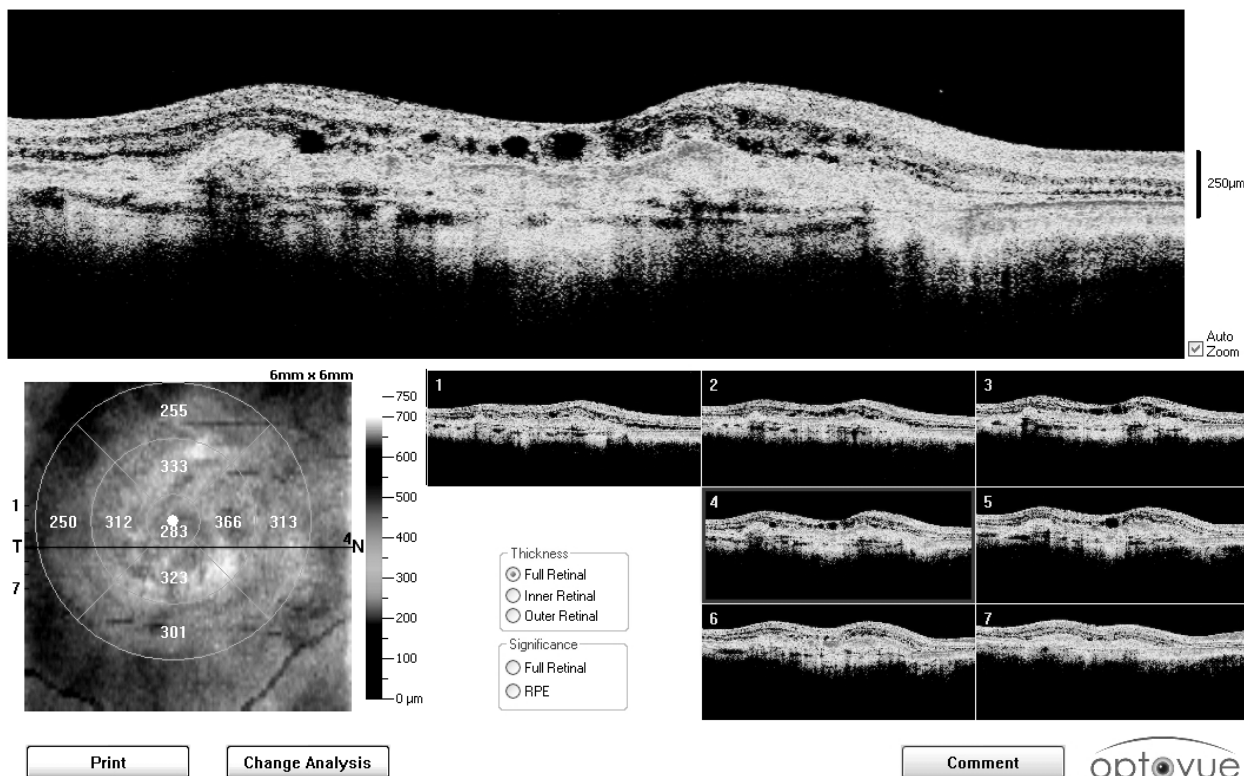 250µm
Auto
Zoom
6mm x 6mm
750
700
600
500
400
300
200
100
0 µm
255
333
250 312 283 366 313
323
301
1
T
7
4 N
1
2
3
4
5
6
7
Thickness
Full Retinal
Inner Retinal
Outer Retinal
Significance
Full Retinal
RPE
Print
Change Analysis
Comment
optovue